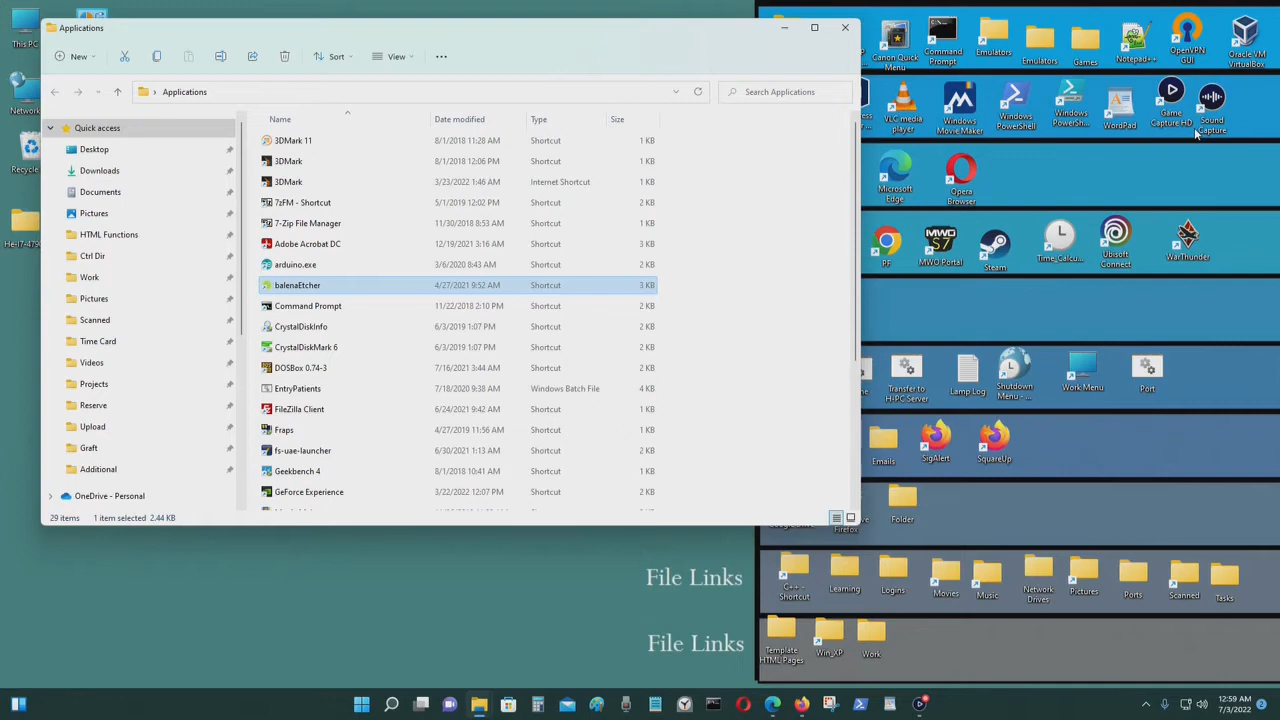 Applications
New
Sort
View
Applications
Search Applications
Name
Date modified
Type
Size
Quick access
Desktop
Downloads
Documents
Pictures
HTML Functions
Ctrl Dir
Work
Pictures
Scanned
Time Card
Videos
Projects
Reserve
Upload
Graft
Additional
OneDrive - Personal
3DMark 11 8/1/2018 11:28 AM Shortcut 1 KB
3DMark 8/1/2018 12:06 PM Shortcut 1 KB
3DMark 3/23/2022 1:46 AM Internet Shortcut 1 KB
7zFM - Shortcut 5/1/2019 12:02 PM Shortcut 2 KB
7-Zip File Manager 11/30/2018 8:53 AM Shortcut 1 KB
Adobe Acrobat DC 12/19/2021 3:16 AM Shortcut 3 KB
arduino.exe 3/6/2020 8:43 AM Shortcut 2 KB
balenaEtcher 4/27/2021 9:52 AM Shortcut 3 KB
Command Prompt 11/22/2018 2:10 PM Shortcut 2 KB
CrystalDiskInfo 6/3/2019 1:07 PM Shortcut 2 KB
CrystalDiskMark 6 6/3/2019 1:07 PM Shortcut 2 KB
DOSBox 0.74-3 7/16/2021 3:44 AM Shortcut 2 KB
EntryPatients 7/18/2020 9:38 AM Windows Batch File 4 KB
FileZilla Client 6/24/2021 9:42 AM Shortcut 2 KB
Fraps 4/27/2019 11:56 AM Shortcut 2 KB
fs-uae-launcher 6/30/2021 1:13 AM Shortcut 2 KB
Geekbench 4 8/1/2018 10:41 AM Shortcut 2 KB
GeForce Experience 3/22/2022 12:07 PM Shortcut 2 KB
29 items
1 item selected 2.44 KB
This PC
Network
Recycle
He-I7-4790
Canon Quick
Menu
Command
Prompt
Emulators
Emulators
Games
Notepad++
OpenVPN
GUI
Oracle VM
VirtualBox
VLC media
player
Windows
Movie Maker
Windows
PowerShell
Windows
PowerSh...
WordPad
Game
Capture HD
Sound
Capture
Microsoft
Edge
Opera
Browser
PF
MWO Portal
Steam
Time_Calcu...
Ubisoft
Connect
WarThunder
Transfer to
H-PC Server
Lamp.Log
Shutdown
Menu -...
Work Menu
Port
Emails
SigAlert
SquareUp
Firefox
Folder
C++ -
Shortcut
Learning
Logins
Movies
Music
Network
Drives
Pictures
Ports
Scanned
Tasks
Template
HTML Pages
Win_XP
Work
File Links
File Links
12:59 AM
7/3/2022